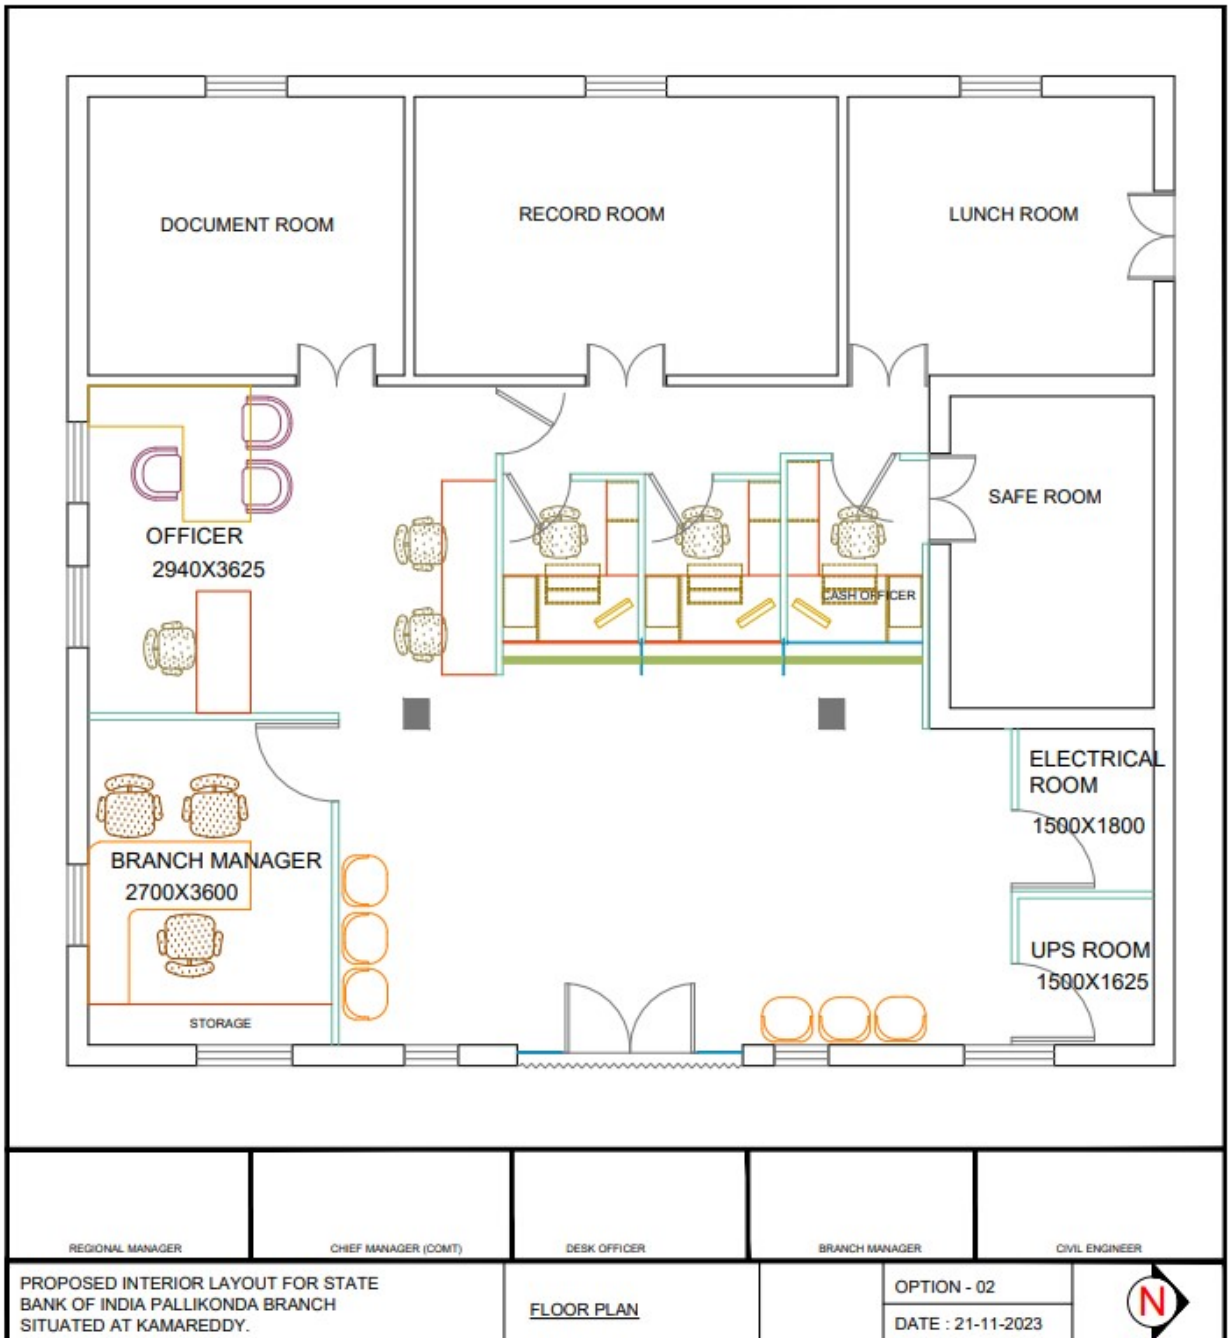 DOCUMENT ROOM
RECORD ROOM
LUNCH ROOM
SAFE ROOM
OFFICER
2940X3625
CASH OFFICER
ELECTRICAL
ROOM
1500X1800
BRANCH MANAGER
2700X3600
UPS ROOM
1500X1625
STORAGE
REGIONAL MANAGER
CHIEF MANAGER (COMT)
DESK OFFICER
BRANCH MANAGER
CIVIL ENGINEER
PROPOSED INTERIOR LAYOUT FOR STATE
BANK OF INDIA PALLIKONDA BRANCH
SITUATED AT KAMAREDDY.
FLOOR PLAN
OPTION - 02
DATE : 21-11-2023
N